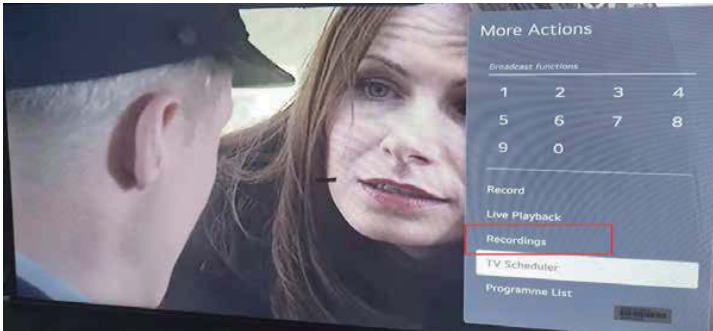 More Actions
Broadcast functions
1 2 3 4
5 6 7 8
9 0
Record
Live Playback
Recordings
TV Scheduler
Programme List